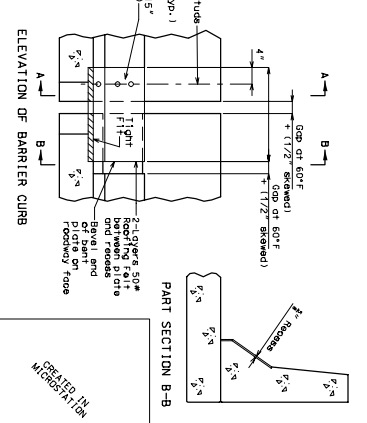 tuds
yp.)
5"
4"
A
A
Gap at 60°F
+ (1/2" skewed)
B
B
Gap at 60°F
+ (1/2" skewed)
Tight
Fit
2-Layers 50#
Roofing Felt
between plate
and recess
Bevel end
of bent
plate on
roadway face
ELEVATION OF BARRIER CURB
Recess
PART SECTION B-B
CREATED IN
MICROSTATION